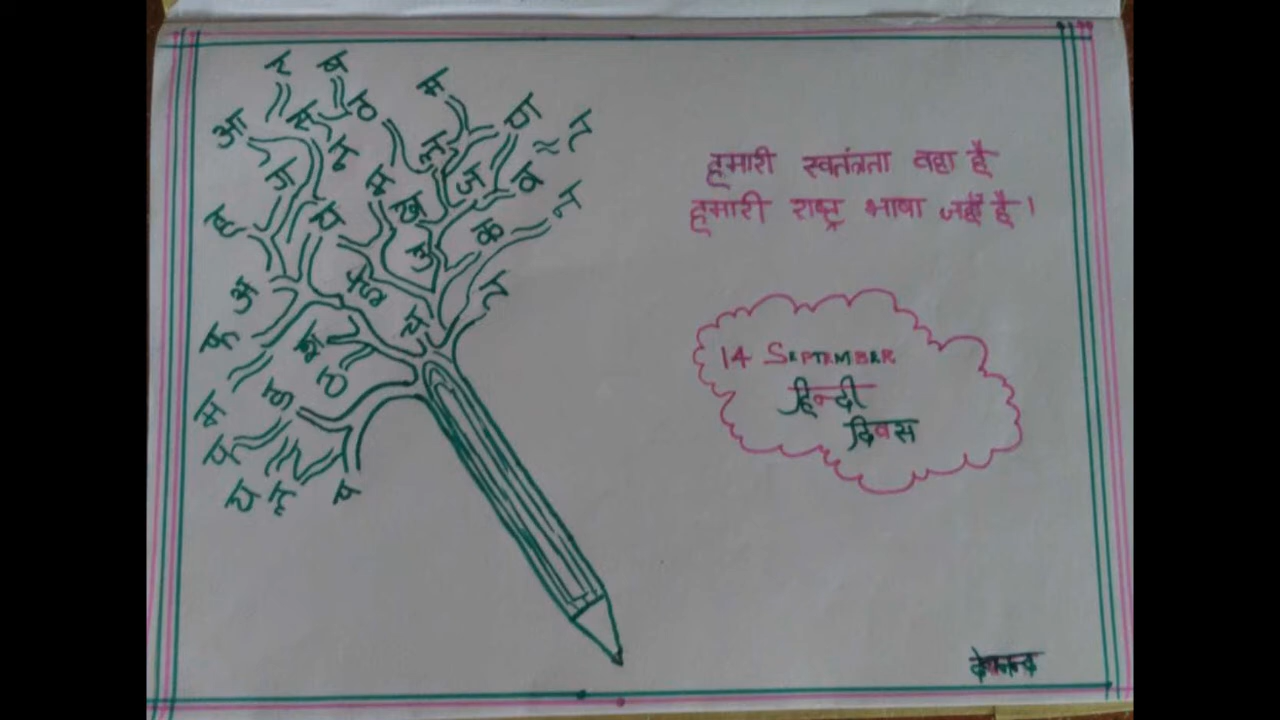 हमारी स्वतंत्रता वहा है
हमारी राष्ट्र भाषा जहाँ है।
14 SEPTEMBER
हिन्दी
दिवस
र ब म
आ स ठ ण त
न ल
ज म ज व
ह घ ख न
अ क
अ ई
क च
श
ठ
म ड
प
घ ह प